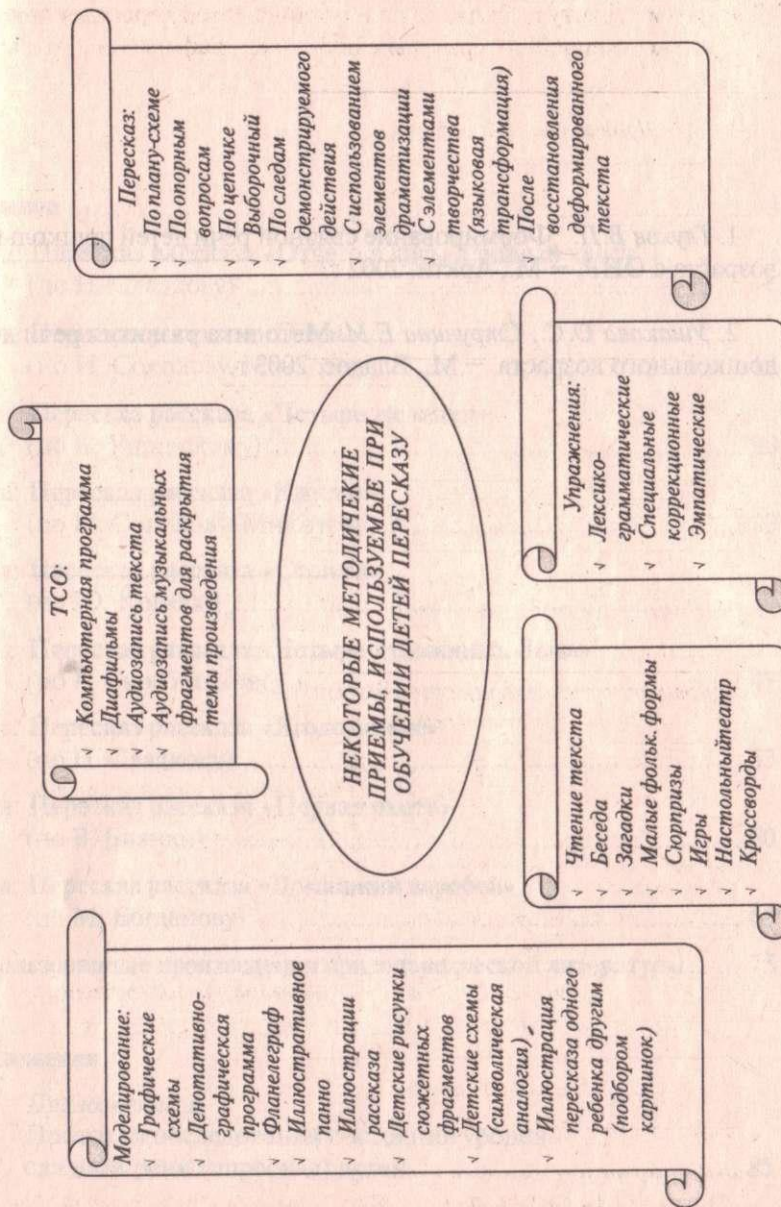 ТСО:
Компьютерная программа
Диафильмы
Аудиозапись текста
Аудиозапись музыкальных
фрагментов для раскрытия
темы произведения
Моделирование:
Графические
схемы
Денотативно-
графическая
программа
Фланелеграф
Иллюстративное
панно
Иллюстрации
рассказа
Детские рисунки
сюжетных
фрагментов
Детские схемы
(символическая
аналогия)
Иллюстрация
пересказа одного
ребенка другим
(подбором
картинок)
НЕКОТОРЫЕ МЕТОДИЧЕКИЕ
ПРИЕМЫ, ИПОЛЬЗУЕМЫЕ ПРИ
ОБУЧЕНИИ ДЕТЕЙ ПЕРЕСКАЗУ
Пересказ:
По плану-схеме
По опорным
вопросам
По цепочке
Выборочный
По следам
демонстрируемого
действия
С использованием
элементов
драматизации
С элементами
творчества
(языковая
трансформация)
После
восстановления
деформированного
текста
Чтение текста
Беседа
Загадки
Малые фольк. формы
Сюрпризы
Игры
Настольныйтеатр
Кроссворды
Упражнения:
Лексико-
грамматические
Специальные
коррекционные
Эмпатические